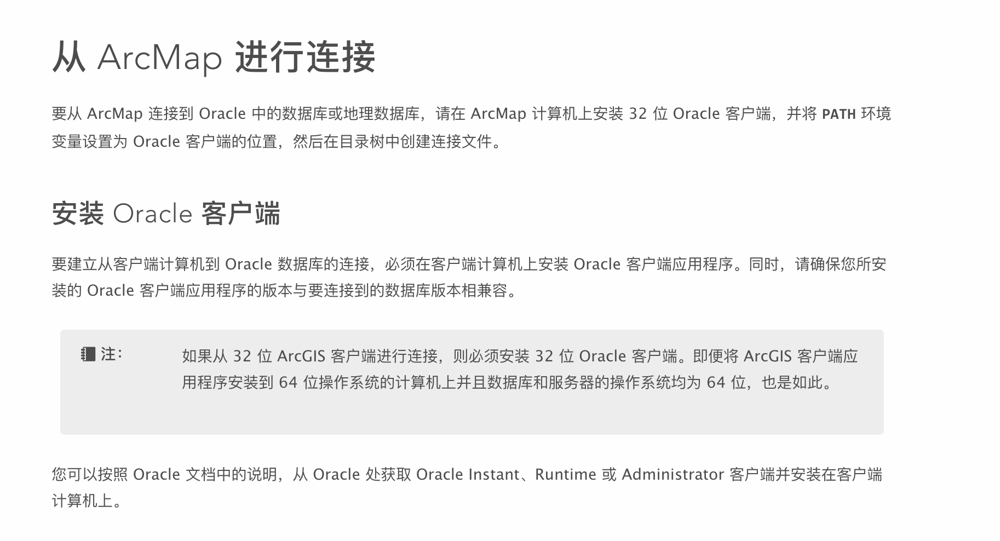 从 ArcMap 进行连接
要从 ArcMap 连接到 Oracle 中的数据库或地理数据库，请在 ArcMap 计算机上安装 32 位 Oracle 客户端，并将 PATH 环境
变量设置为 Oracle 客户端的位置，然后在目录树中创建连接文件。
安装 Oracle 客户端
要建立从客户端计算机到 Oracle 数据库的连接，必须在客户端计算机上安装 Oracle 客户端应用程序。同时，请确保您所安
装的 Oracle 客户端应用程序的版本与要连接到的数据库版本相兼容。
注：
如果从 32 位 ArcGIS 客户端进行连接，则必须安装 32 位 Oracle 客户端。即便将 ArcGIS 客户端应
用程序安装到 64 位操作系统的计算机上并且数据库和服务器的操作系统均为 64 位，也是如此。
您可以按照 Oracle 文档中的说明，从 Oracle 处获取 Oracle Instant、Runtime 或 Administrator 客户端并安装在客户端
计算机上。